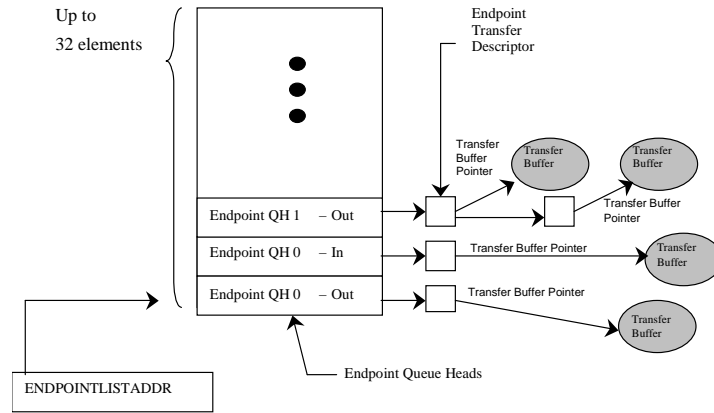 Up to
32 elements
Endpoint
Transfer
Descriptor
Transfer
Buffer
Pointer
Transfer
Buffer
Transfer
Buffer
Transfer Buffer
Pointer
Endpoint QH 1 – Out
Endpoint QH 0 – In
Transfer Buffer Pointer
Transfer
Buffer
Endpoint QH 0 – Out
Transfer Buffer Pointer
Transfer
Buffer
Endpoint Queue Heads
ENDPOINTLISTADDR